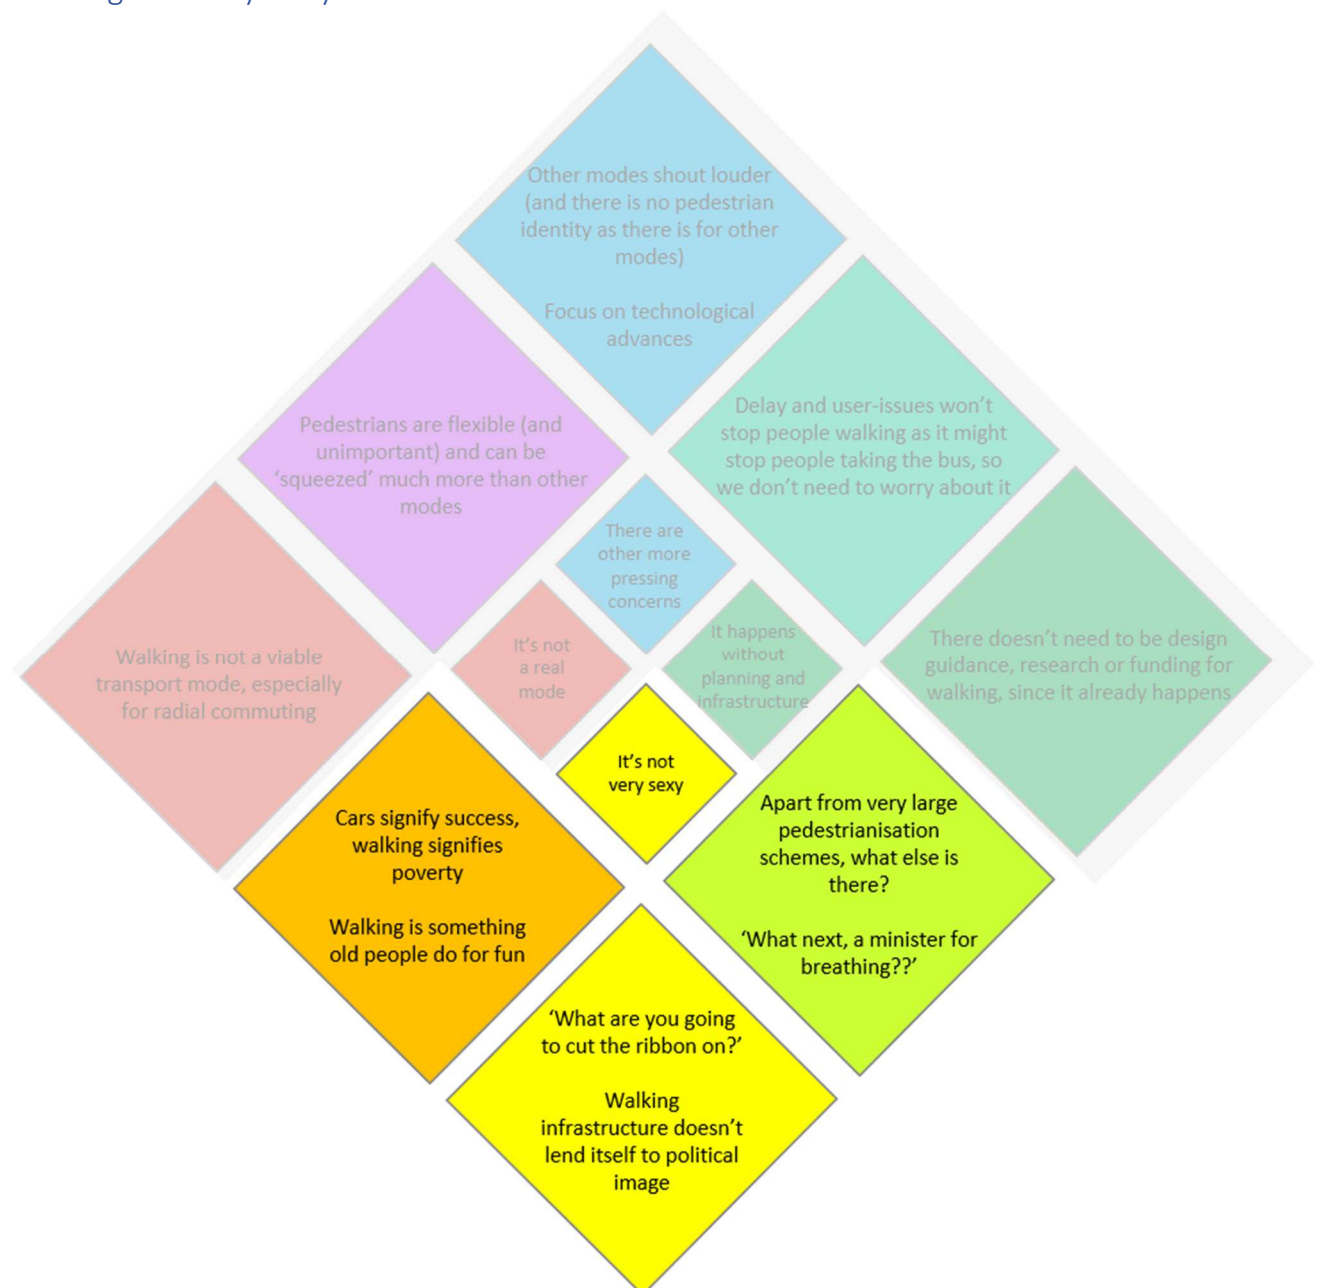 Other modes shout louder
(and there is no pedestrian
identity as there is for other
modes)
Focus on technological
advances
Pedestrians are flexible (and
unimportant) and can be
‘squeezed’ much more than other
modes
Delay and user-issues won’t
stop people walking as it might
stop people taking the bus, so
we don’t need to worry about it
There are
other more
pressing
concerns
Walking is not a viable
transport mode, especially
for radial commuting
It’s not
a real
mode
It happens
without
planning and
infrastructure
There doesn’t need to be design
guidance, research or funding for
walking, since it already happens
It’s not
very sexy
Cars signify success,
walking signifies
poverty
Walking is something
old people do for fun
Apart from very large
pedestrianisation
schemes, what else is
there?
‘What next, a minister for
breathing??’
‘What are you going
to cut the ribbon on?’
Walking
infrastructure doesn’t
lend itself to political
image